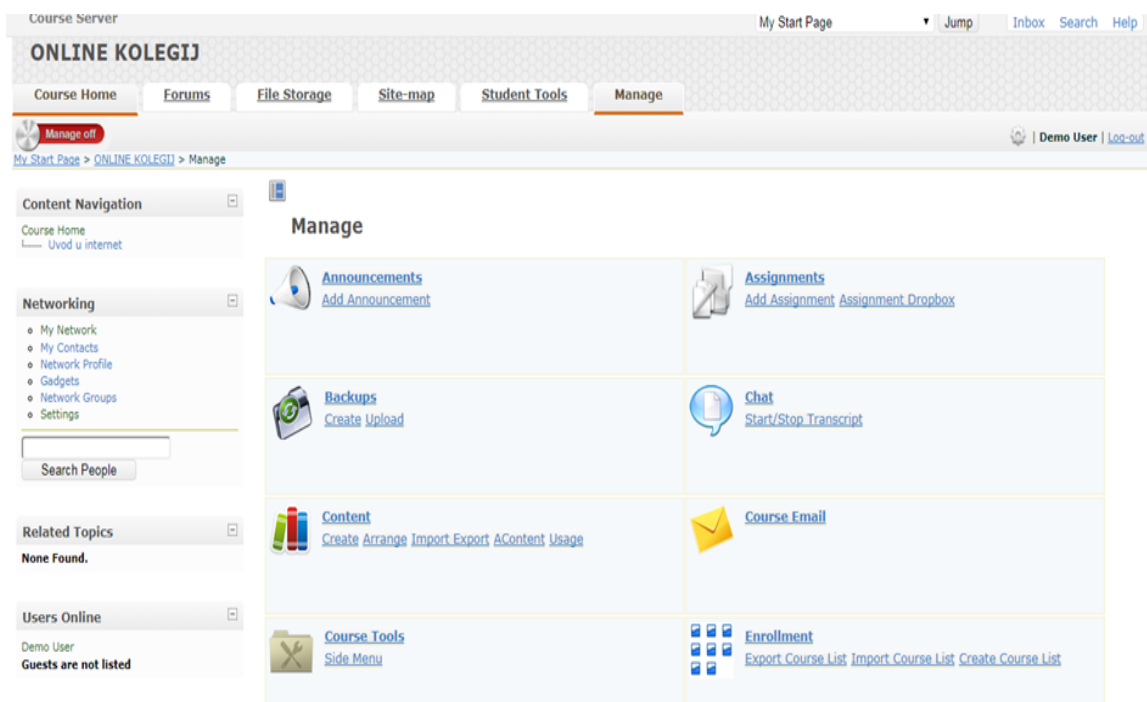 Course Server
My Start Page Jump Inbox Search Help
ONLINE KOLEGIJ
Course Home Forums File Storage Site-map Student Tools Manage
Manage off
| Demo User | Log-out
My Start Page > ONLINE KOLEGIJ > Manage
Content Navigation
Course Home
Uvod u internet
Networking
My Network
My Contacts
Network Profile
Gadgets
Network Groups
Settings
Search People
Related Topics
None Found.
Users Online
Demo User
Guests are not listed
Manage
Announcements
Add Announcement
Assignments
Add Assignment Assignment Dropbox
Backups
Create Upload
Chat
Start/Stop Transcript
Content
Create Arrange Import Export AContent Usage
Course Email
Course Tools
Side Menu
Enrollment
Export Course List Import Course List Create Course List